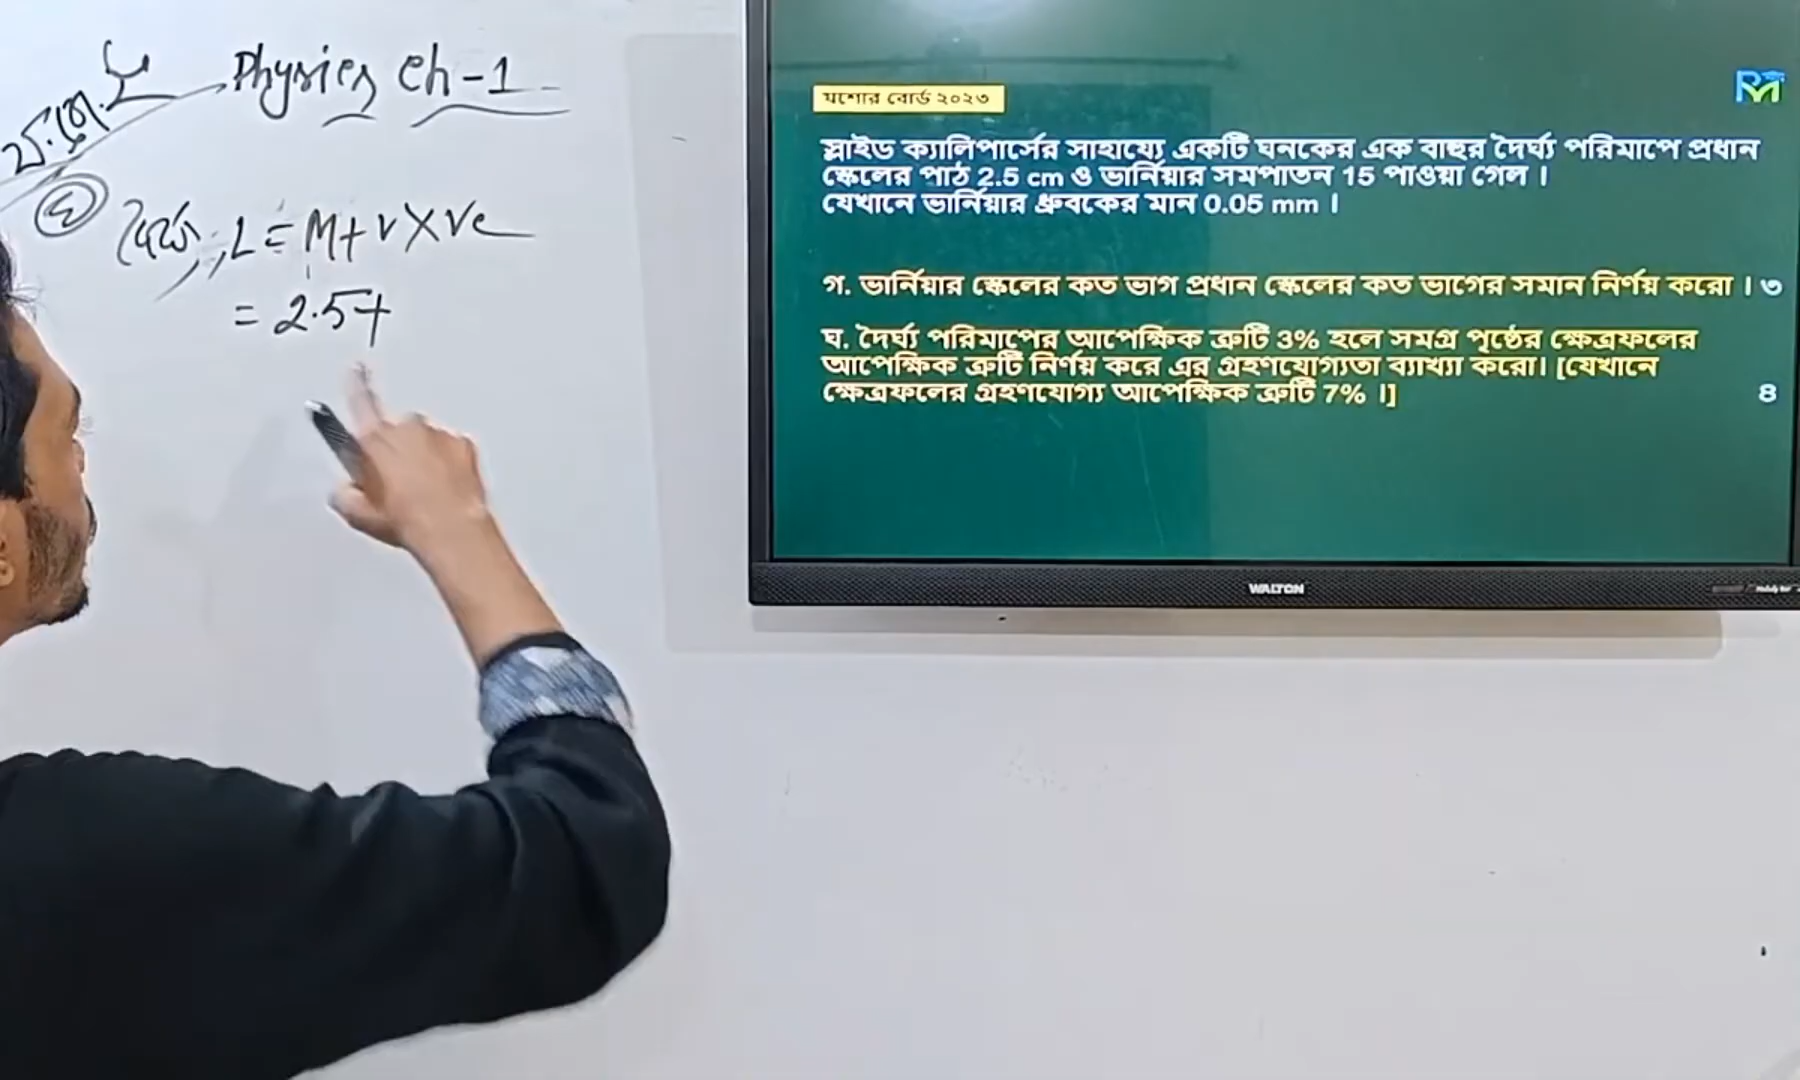 Physics Ch-1
ঘ
L = M + V X Vc
= 2.5 +
যশোর বোর্ড ২০২৩
স্লাইড ক্যালিপার্সের সাহায্যে একটি ঘনকের এক বাহুর দৈর্ঘ্য পরিমাপে প্রধান
স্কেলের পাঠ 2.5 cm ও ভার্নিয়ার সমপাতন 15 পাওয়া গেল।
যেখানে ভার্নিয়ার ধ্রুবকের মান 0.05 mm।
গ. ভার্নিয়ার স্কেলের কত ভাগ প্রধান স্কেলের কত ভাগের সমান নির্ণয় করো। ৩
ঘ. দৈর্ঘ্য পরিমাপের আপেক্ষিক ত্রুটি 3% হলে সমগ্র পৃষ্ঠের ক্ষেত্রফলের
আপেক্ষিক ত্রুটি নির্ণয় করে এর গ্রহণযোগ্যতা ব্যাখ্যা করো। [যেখানে
ক্ষেত্রফলের গ্রহণযোগ্য আপেক্ষিক ত্রুটি 7% ।] 8
WALTON